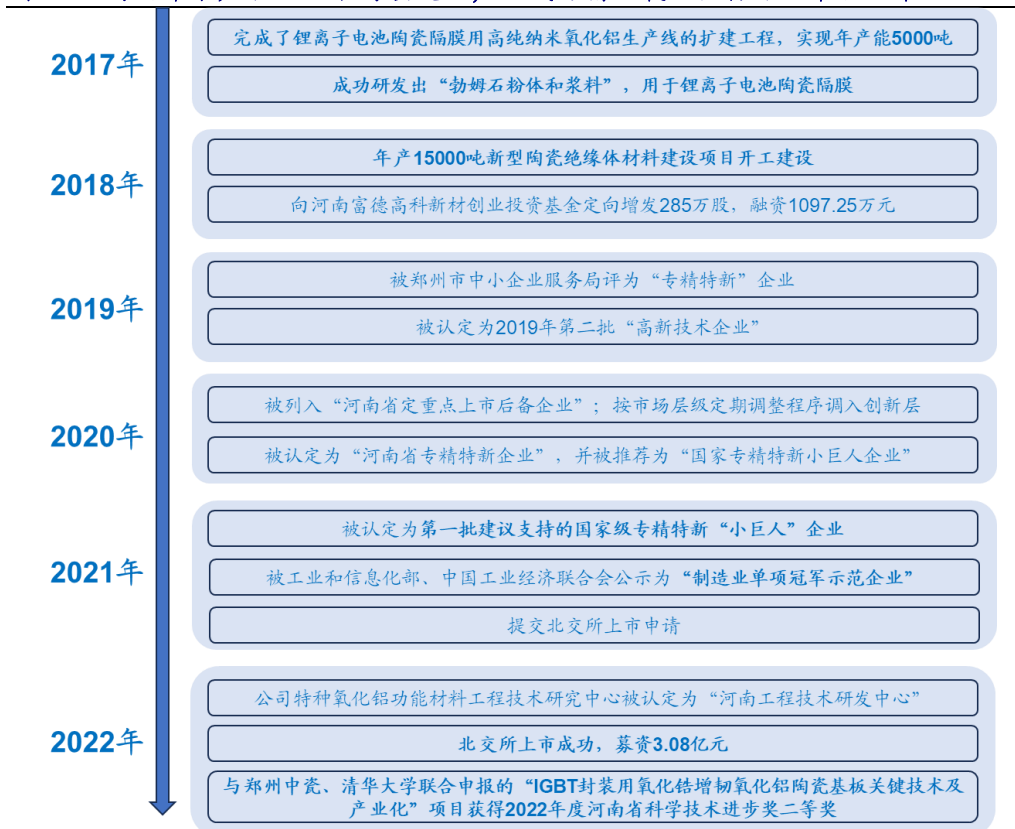 2017年
完成了锂离子电池陶瓷隔膜用高纯纳米氧化铝生产线的扩建工程，实现年产能5000吨
成功研发出“勃姆石粉体和浆料”，用于锂离子电池陶瓷隔膜
2018年
年产15000吨新型陶瓷绝缘体材料建设项目开工建设
向河南富德高科新材创业投资基金定向增发285万股，融资1097.25万元
2019年
被郑州市中小企业服务局评为“专精特新”企业
被认定为2019年第二批“高新技术企业”
2020年
被列入“河南省定重点上市后备企业”；按市场层级定期调整程序调入创新层
被认定为“河南省专精特新企业”，并被推荐为“国家专精特新小巨人企业”
2021年
被认定为第一批建议支持的国家级专精特新“小巨人”企业
被工业和信息化部、中国工业经济联合会公示为“制造业单项冠军示范企业”
提交北交所上市申请
2022年
公司特种氧化铝功能材料工程技术研究中心被认定为“河南工程技术研发中心”
北交所上市成功，募资3.08亿元
与郑州中瓷、清华大学联合申报的“IGBT封装用氧化锆增韧氧化铝陶瓷基板关键技术及
产业化”项目获得2022年度河南省科学技术进步奖二等奖